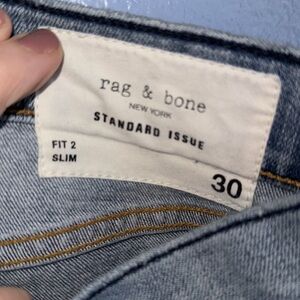 rag & bone
NEW YORK
STANDARD ISSUE
FIT 2
SLIM
30